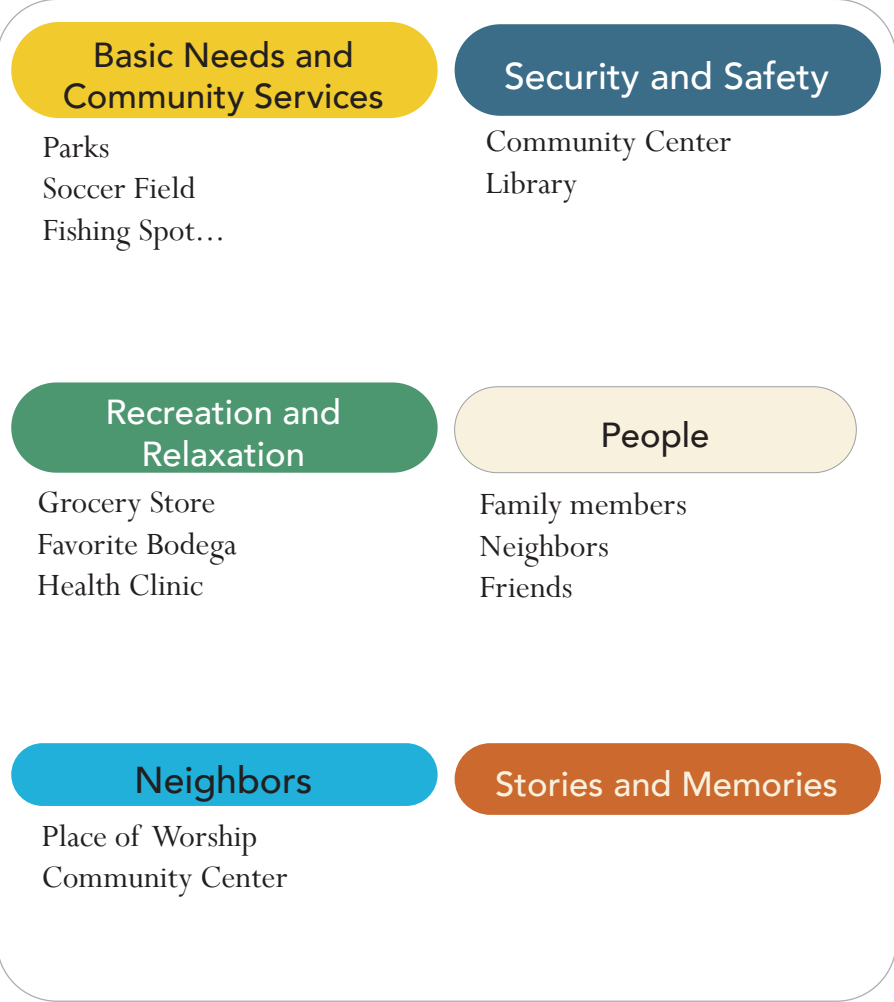 Basic Needs and
Community Services
Parks
Soccer Field
Fishing Spot…
Security and Safety
Community Center
Library
Recreation and
Relaxation
Grocery Store
Favorite Bodega
Health Clinic
People
Family members
Neighbors
Friends
Neighbors
Place of Worship
Community Center
Stories and Memories